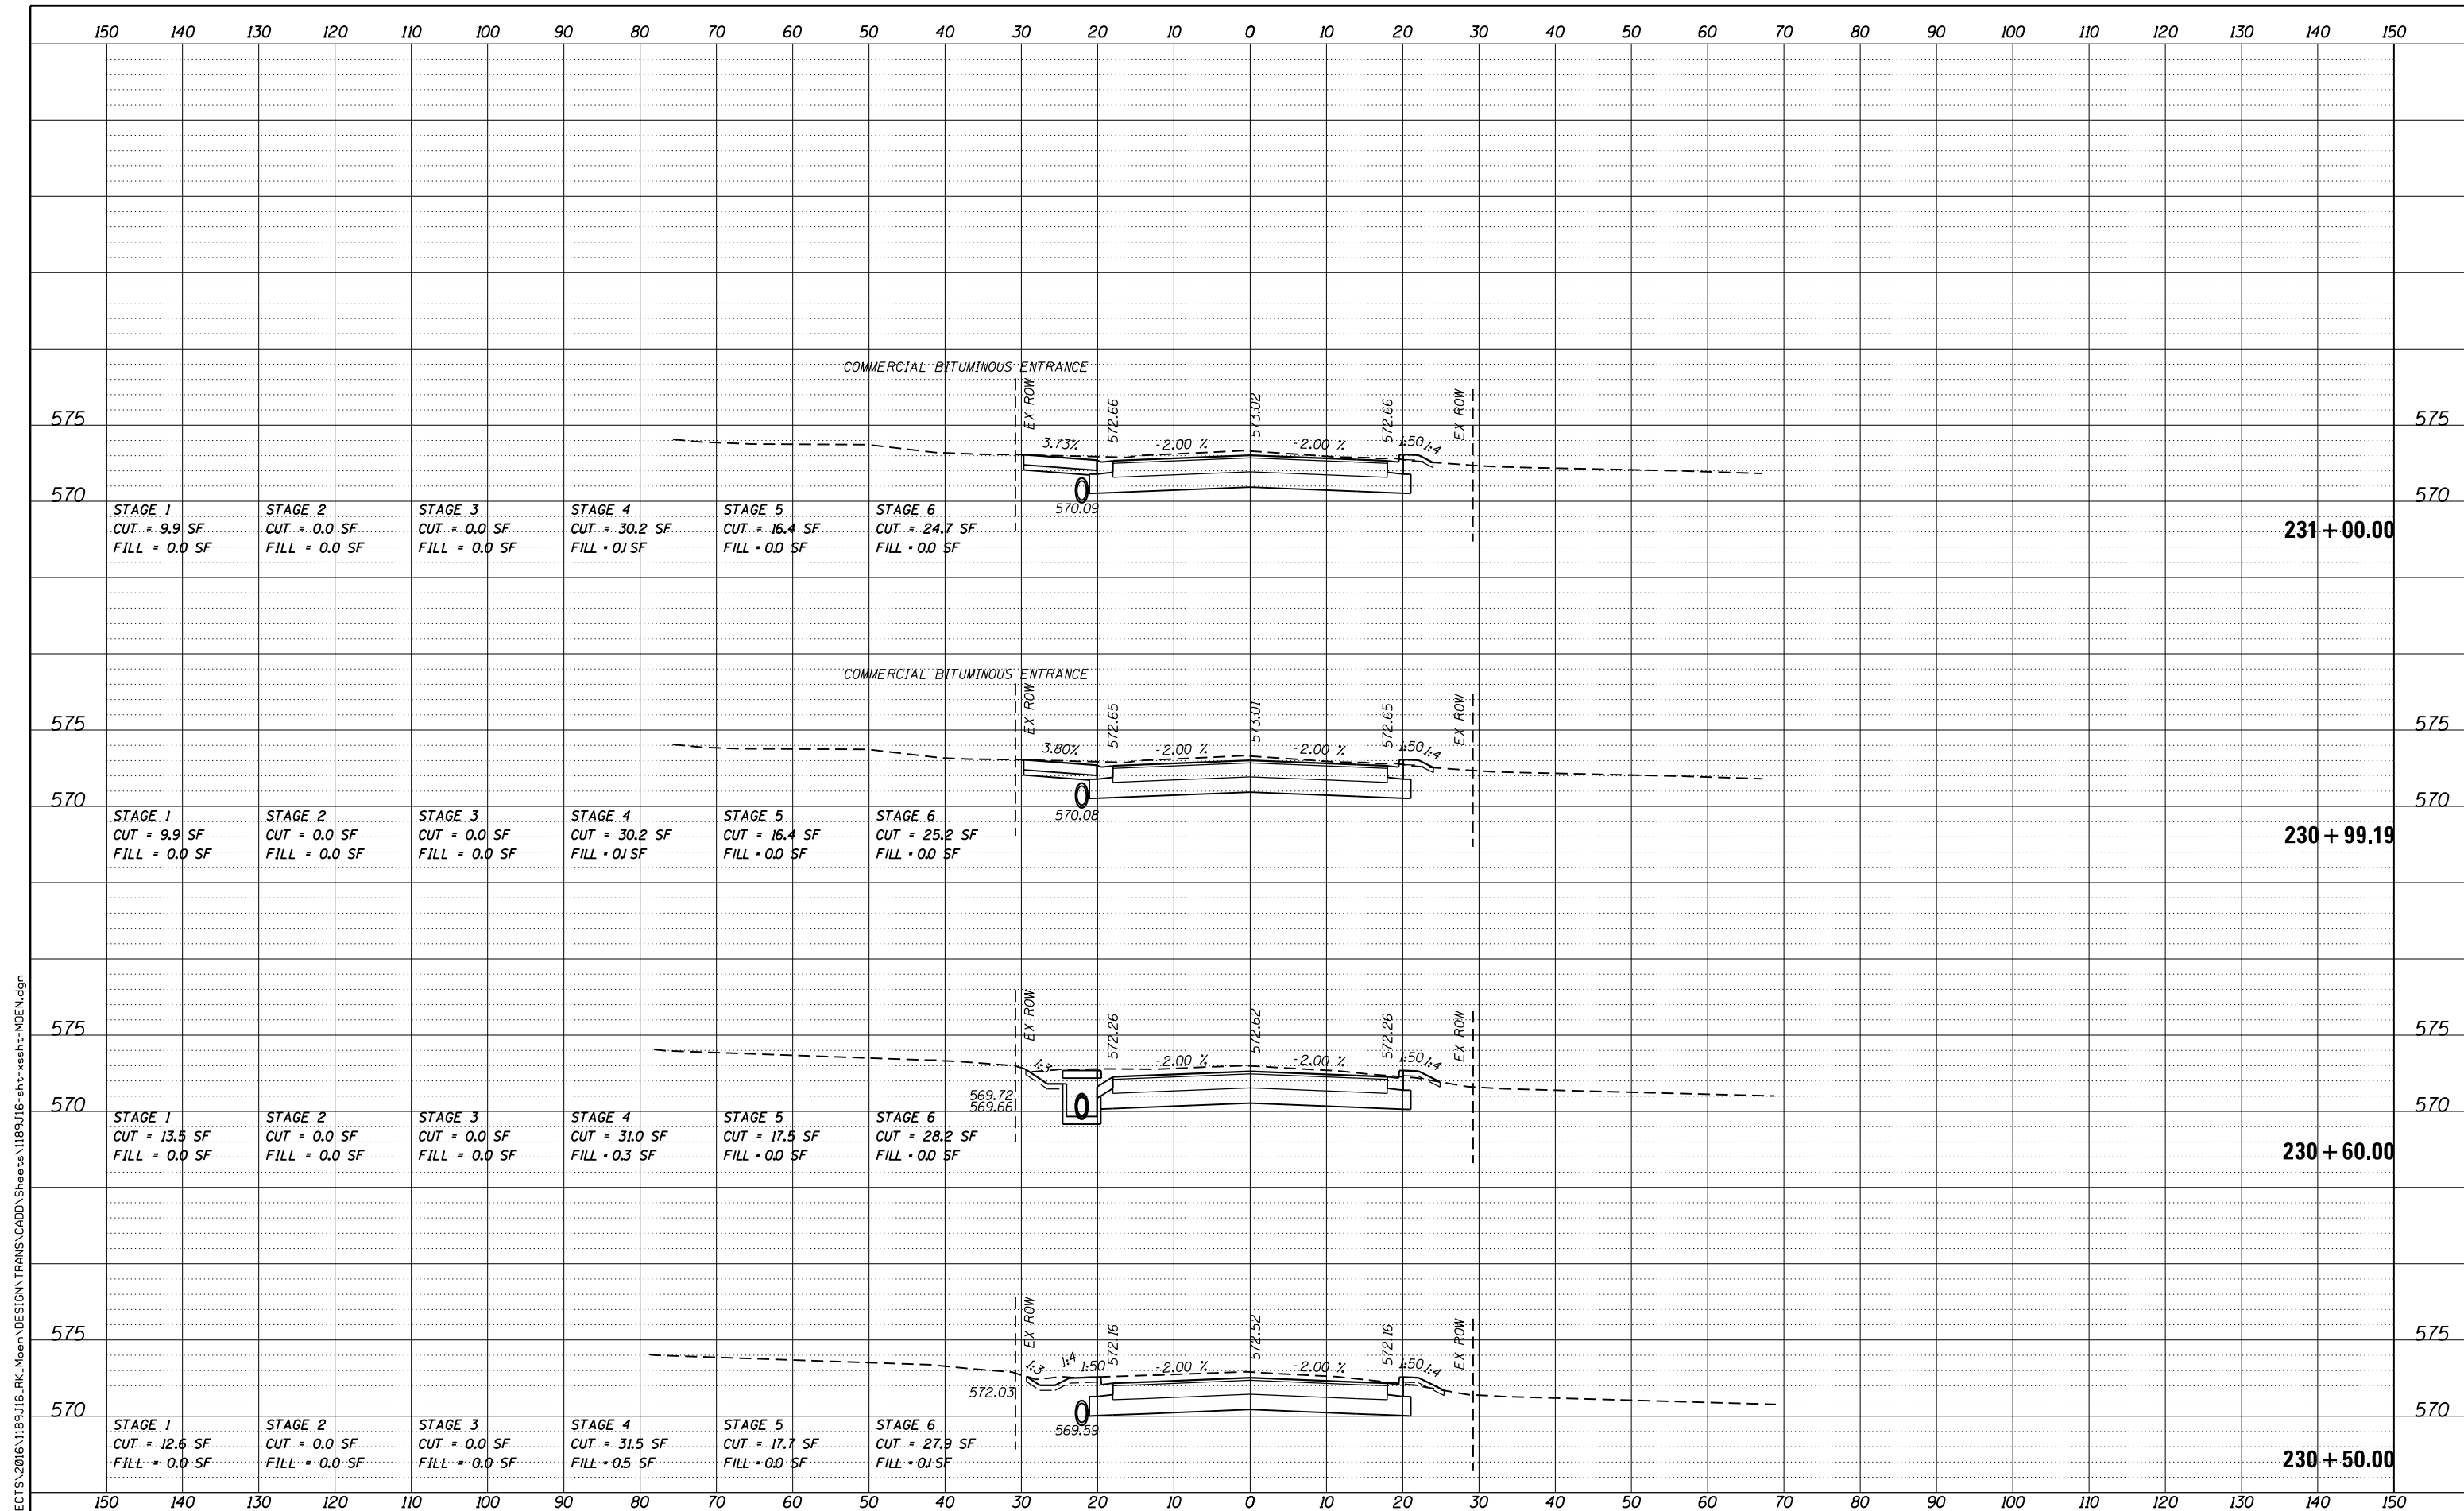 150 140 130 120 110 100 90 80 70 60 50 40 30 20 10 0 10 20 30 40 50 60 70 80 90 100 110 120 130 140 150
COMMERCIAL BITUMINOUS ENTRANCE
EX ROW 572.66 573.02 572.66 EX ROW
575 575
3.73% -2.00 % -2.00 % 1:50 1:4
570 570
570.09
STAGE 1 STAGE 2 STAGE 3 STAGE 4 STAGE 5 STAGE 6
CUT = 9.9 SF CUT = 0.0 SF CUT = 0.0 SF CUT = 30.2 SF CUT = 16.4 SF CUT = 24.7 SF
231+00.00
FILL = 0.0 SF FILL = 0.0 SF FILL = 0.0 SF FILL = 0.1 SF FILL = 0.0 SF FILL = 0.0 SF
COMMERCIAL BITUMINOUS ENTRANCE
EX ROW 572.65 573.01 572.65 EX ROW
575 575
3.80% -2.00 % -2.00 % 1:50 1:4
570 570
570.08
STAGE 1 STAGE 2 STAGE 3 STAGE 4 STAGE 5 STAGE 6
CUT = 9.9 SF CUT = 0.0 SF CUT = 0.0 SF CUT = 30.2 SF CUT = 16.4 SF CUT = 25.2 SF
230+99.19
FILL = 0.0 SF FILL = 0.0 SF FILL = 0.0 SF FILL = 0.1 SF FILL = 0.0 SF FILL = 0.0 SF
EX ROW 572.26 572.62 572.26 EX ROW
575 575
1:3 -2.00 % -2.00 % 1:50 1:4
569.72
569.66
570 570
STAGE 1 STAGE 2 STAGE 3 STAGE 4 STAGE 5 STAGE 6
CUT = 13.5 SF CUT = 0.0 SF CUT = 0.0 SF CUT = 31.0 SF CUT = 17.5 SF CUT = 28.2 SF
230+60.00
FILL = 0.0 SF FILL = 0.0 SF FILL = 0.0 SF FILL = 0.3 SF FILL = 0.0 SF FILL = 0.0 SF
EX ROW 572.16 572.52 572.16 EX ROW
575 575
1:3 1:4 1:50 -2.00 % -2.00 % 1:50 1:4
572.03
570 570
569.59
STAGE 1 STAGE 2 STAGE 3 STAGE 4 STAGE 5 STAGE 6
CUT = 12.6 SF CUT = 0.0 SF CUT = 0.0 SF CUT = 31.5 SF CUT = 17.7 SF CUT = 27.9 SF
230+50.00
FILL = 0.0 SF FILL = 0.0 SF FILL = 0.0 SF FILL = 0.5 SF FILL = 0.0 SF FILL = 0.1 SF
150 140 130 120 110 100 90 80 70 60 50 40 30 20 10 0 10 20 30 40 50 60 70 80 90 100 110 120 130 140 150
ECTS\2016\1189J16_RK_Moen\DESIGN\TRANS\CADD\Sheets\1189J16-sht-xssht-MOEN.dgn